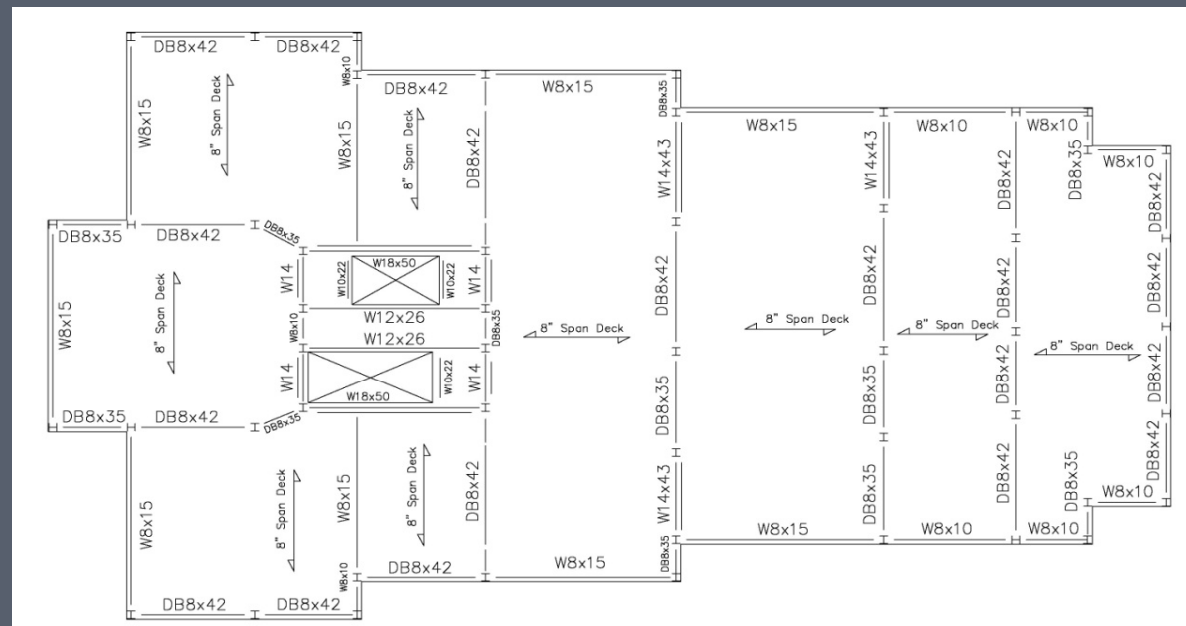 DB8x42 DB8x42
W8x10
DB8x42
W8x15
DB8x35
W8x15
8" Span Deck
W8x15
8" Span Deck
DB8x42
W14x43
W8x15
W14x43
W8x10
DB8x42
W8x10
DB8x35
W8x10
DB8x42
DB8x35 DB8x42
DB8x35
W14
W10x22
W18x50
W10x22
W14
W8x15
8" Span Deck
W8x10
W12x26
W12x26
DB8x35
8" Span Deck
DB8x42
8" Span Deck
DB8x42
8" Span Deck
DB8x42
8" Span Deck
DB8x42
W14
W18x50
W10x22
W14
DB8x35
DB8x35
DB8x42
DB8x42
DB8x35 DB8x42
DB8x35
W8x15
8" Span Deck
W8x15
8" Span Deck
DB8x42
W14x43
DB8x35
DB8x42
DB8x35
DB8x42
W8x10
W8x10
DB8x42
W8x15
DB8x35
W8x15
W8x10
W8x10
DB8x42 DB8x42